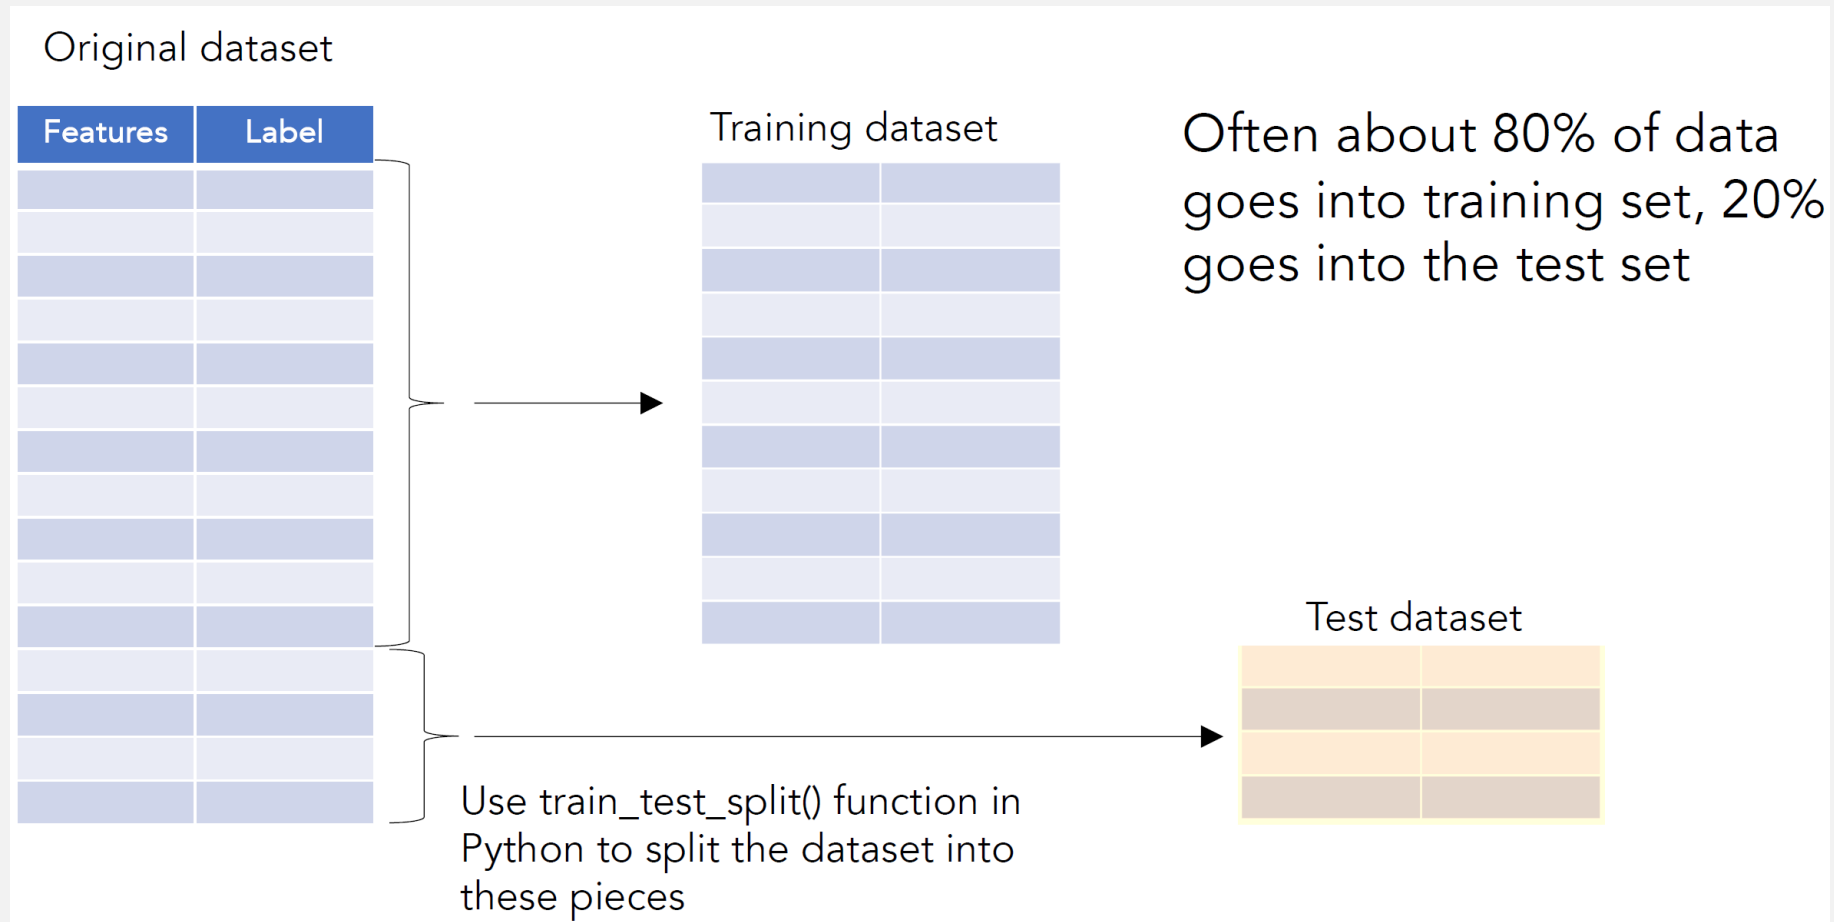 Original dataset
Features Label
Training dataset
Often about 80% of data
goes into training set, 20%
goes into the test set
Test dataset
Use train_test_split() function in
Python to split the dataset into
these pieces